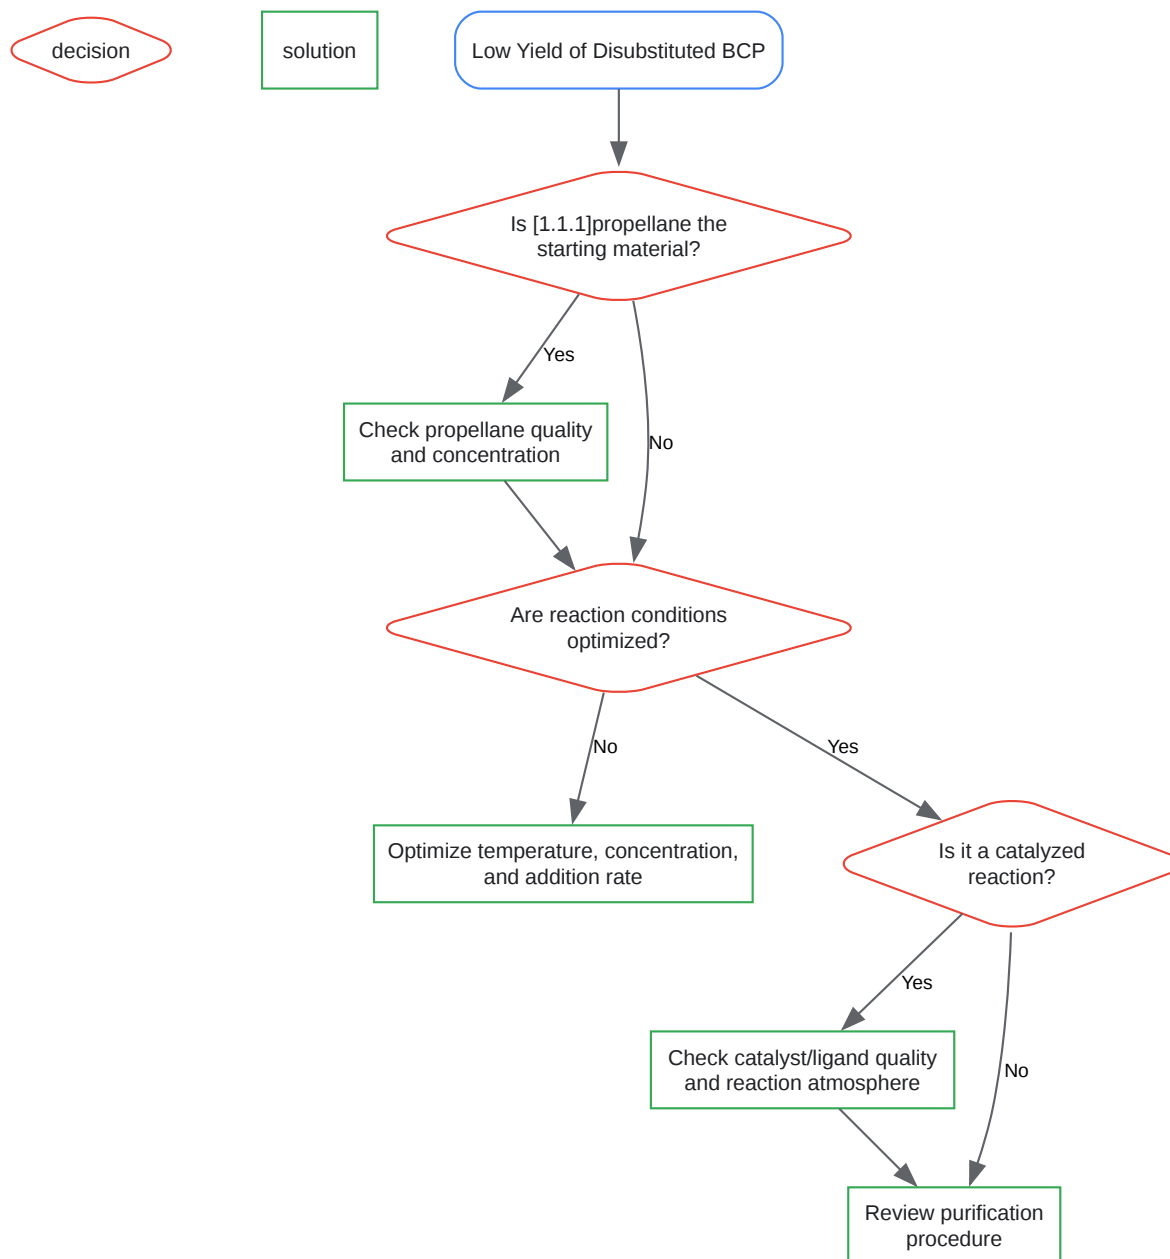 decision
solution
Low Yield of Disubstituted BCP
Is [1.1.1]propellane the
starting material?
Yes
Check propellane quality
and concentration
No
Are reaction conditions
optimized?
No
Yes
Optimize temperature, concentration,
and addition rate
Is it a catalyzed
reaction?
Yes
Check catalyst/ligand quality
and reaction atmosphere
No
Review purification
procedure